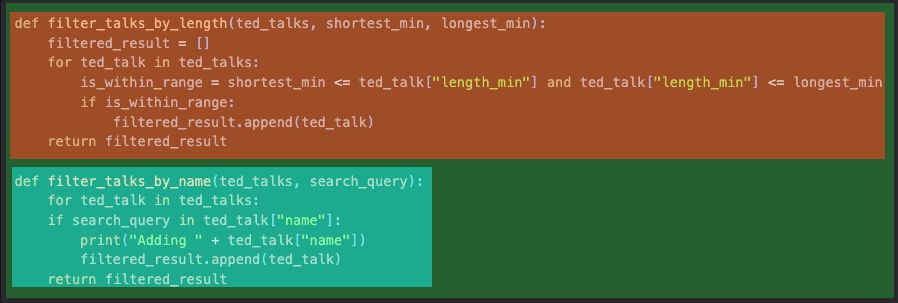 def filter_talks_by_length(ted_talks, shortest_min, longest_min):
    filtered_result = []
    for ted_talk in ted_talks:
        is_within_range = shortest_min <= ted_talk["length_min"] and ted_talk["length_min"] <= longest_min
        if is_within_range:
            filtered_result.append(ted_talk)
    return filtered_result
def filter_talks_by_name(ted_talks, search_query):
    for ted_talk in ted_talks:
    if search_query in ted_talk["name"]:
        print("Adding " + ted_talk["name"])
        filtered_result.append(ted_talk)
    return filtered_result